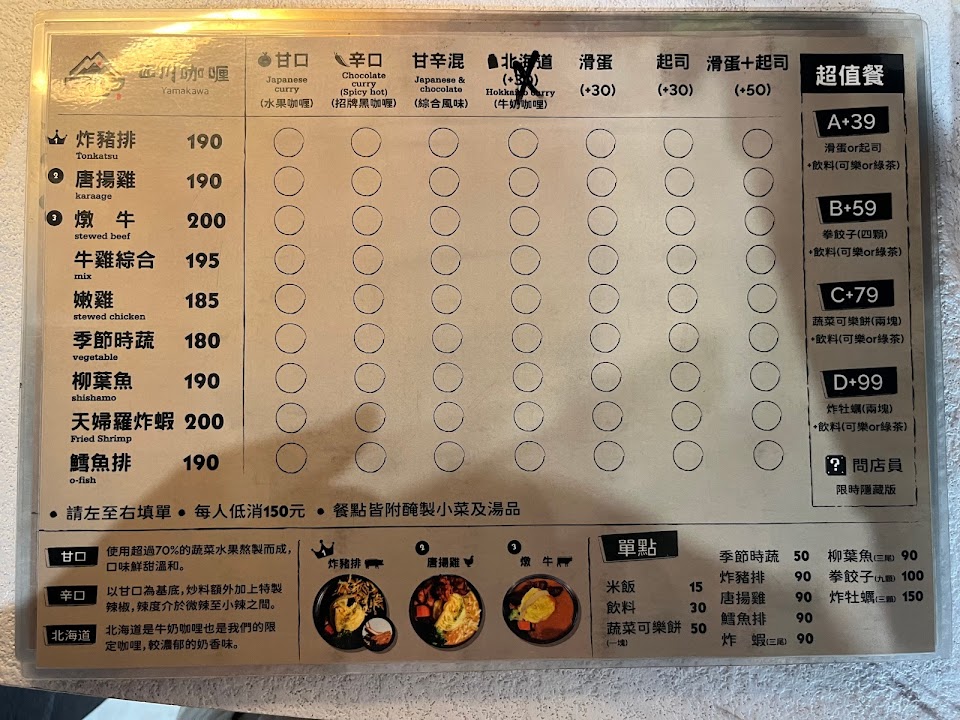 山川咖喱
Yamakawa
甘口
Japanese
curry
(水果咖喱)
辛口
Chocolate
curry
(Spicy hot)
(招牌黑咖喱)
甘辛混
Japanese &
chocolate
(綜合風味)
北海道
Hokkaido curry
(牛奶咖哩)
滑蛋
(+30)
起司
(+30)
滑蛋+起司
(+50)
1 炸豬排 190
Tonkatsu
2 唐揚雞 190
karaage
3 燉 牛 200
stewed beef
牛雞綜合 195
mix
嫩雞 185
stewed chicken
季節時蔬 180
vegetable
柳葉魚 190
shishamo
天婦羅炸蝦 200
Fried Shrimp
鱈魚排 190
o-fish
• 請左至右填單 • 每人低消150元 • 餐點皆附醃製小菜及湯品
超值餐
A+39
滑蛋or起司
+飲料(可樂or綠茶)
B+59
拳餃子(四顆)
+飲料(可樂or綠茶)
C+79
蔬菜可樂餅(兩塊)
+飲料(可樂or綠茶)
D+99
炸牡蠣(兩塊)
+飲料(可樂or綠茶)
? 問店員
限時隱藏版
甘口
使用超過70%的蔬菜水果熬製而成,
口味鮮甜溫和。
辛口
以甘口為基底,炒料額外加上特製
辣椒,辣度介於微辣至小辣之間。
北海道
北海道是牛奶咖哩也是我們的限
定咖哩,較濃郁的奶香味。
1 炸豬排
2 唐揚雞
3 燉 牛
單點
米飯 15
飲料 30
蔬菜可樂餅 50
(一塊)
季節時蔬 50
炸豬排 90
唐揚雞 90
鱈魚排 90
炸 蝦(三尾) 90
柳葉魚(三尾) 90
拳餃子(九顆) 100
炸牡蠣(三顆) 150